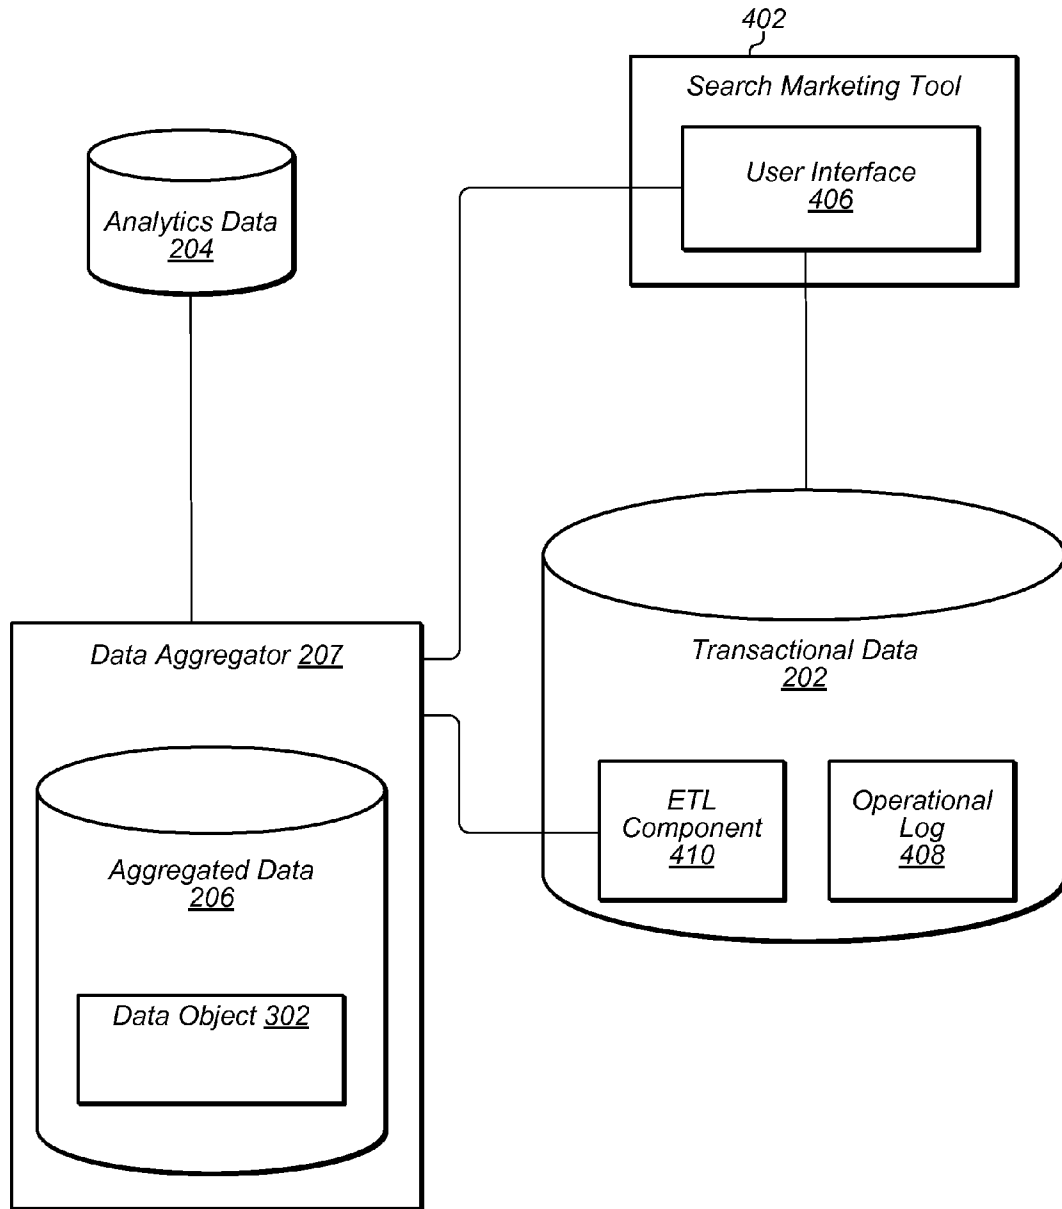 402
Search Marketing Tool
User Interface
406
Analytics Data
204
Data Aggregator 207
Transactional Data
202
ETL
Component
410
Operational
Log
408
Aggregated Data
206
Data Object 302